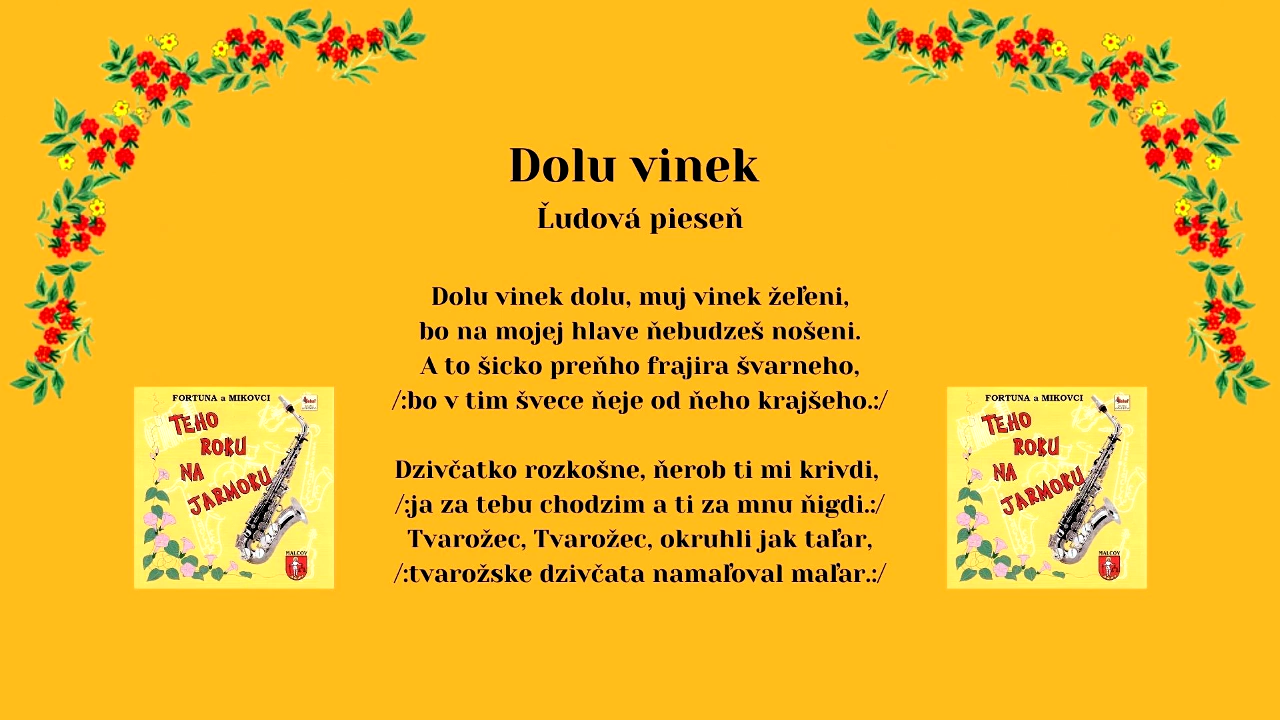 Dolu vinek
Ľudová pieseň
Dolu vinek dolu, muj vinek žeľeni,
bo na mojej hlave ňebudzeš nošeni.
A to šicko preňho frajira švarneho,
/:bo v tim švece ňeje od ňeho krajšeho.:/
Dzivčatko rozkošne, ňerob ti mi krivdi,
/:ja za tebu chodzim a ti za mnu ňigdi.:/
Tvarožec, Tvarožec, okruhli jak taľar,
/:tvarožske dzivčata namaľoval maľar.:/
FORTUNA a MIKOVCI
TEHO
ROKU
NA
JARMOKU
MALCOV
FORTUNA a MIKOVCI
TEHO
ROKU
NA
JARMOKU
MALCOV